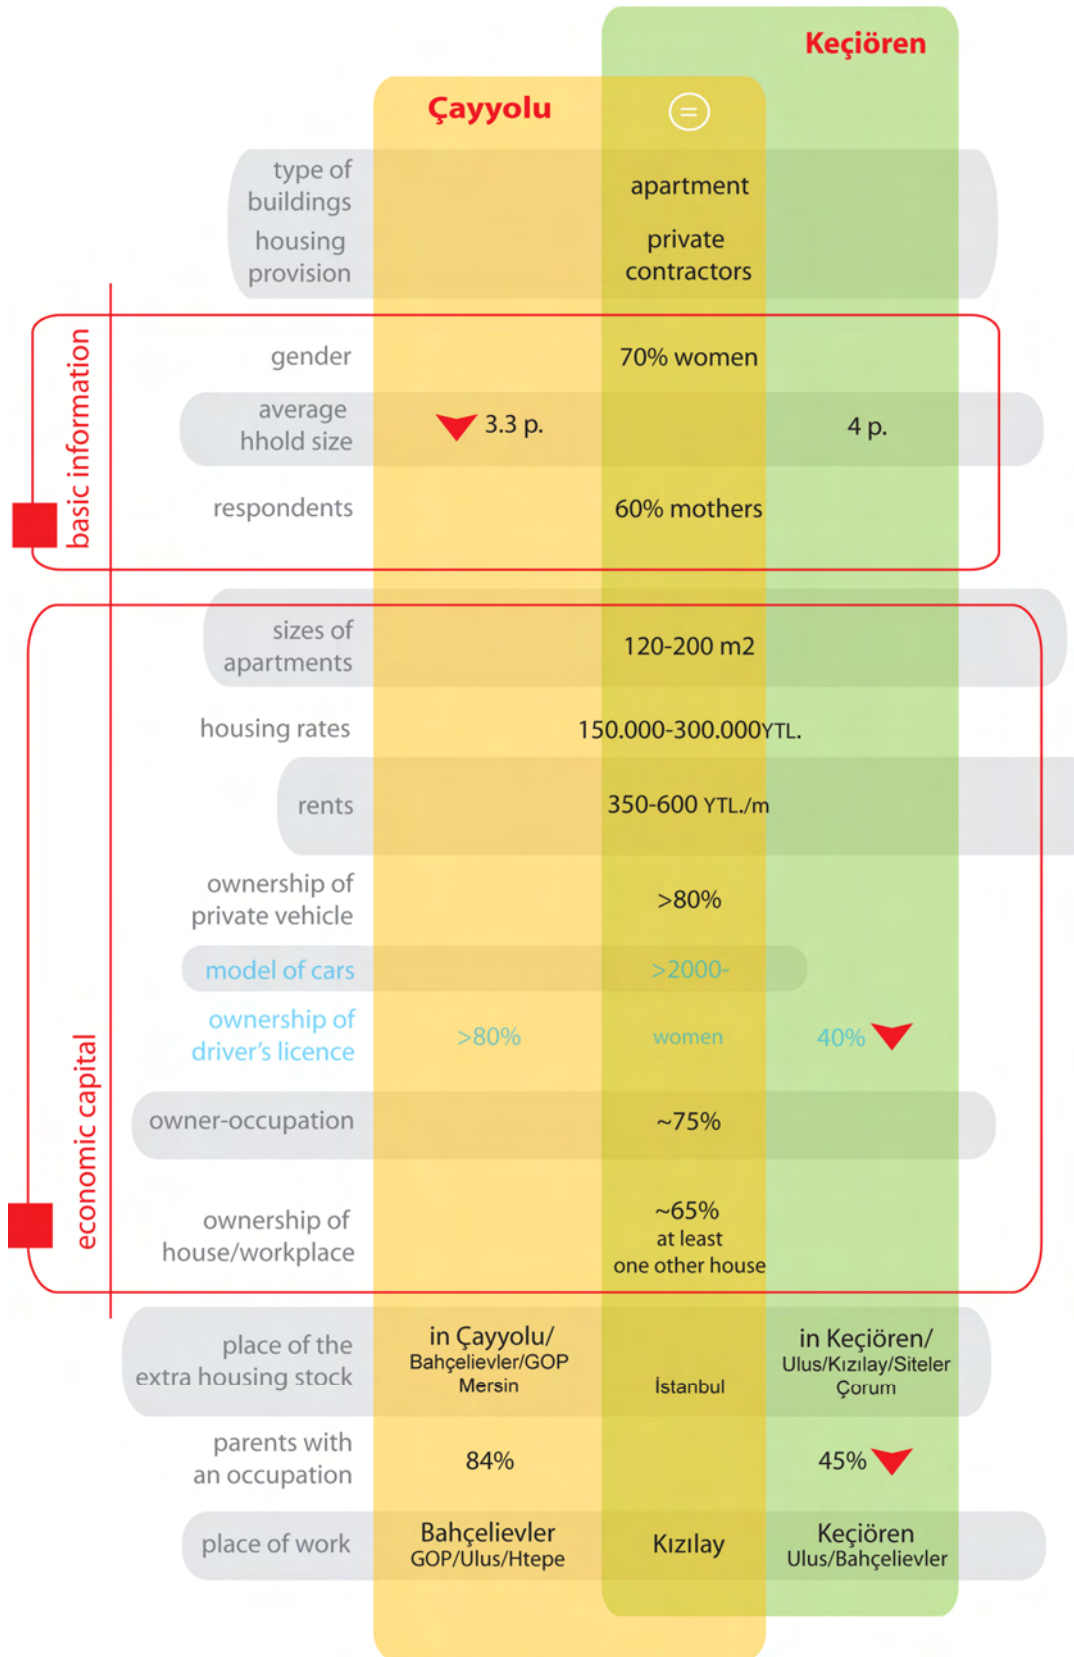 Keçiören
Çayyolu
=
type of
buildings
apartment
housing
provision
private
contractors
basic information
gender
70% women
average
hhold size
3.3 p.
4 p.
respondents
60% mothers
economic capital
sizes of
apartments
120-200 m2
housing rates
150.000-300.000YTL.
rents
350-600 YTL./m
ownership of
private vehicle
>80%
model of cars
>2000-
ownership of
driver's licence
>80%
women
40%
owner-occupation
~75%
ownership of
house/workplace
~65%
at least
one other house
place of the
extra housing stock
in Çayyolu/
Bahçelievler/GOP
Mersin
İstanbul
in Keçiören/
Ulus/Kızılay/Siteler
Çorum
parents with
an occupation
84%
45%
place of work
Bahçelievler
GOP/Ulus/Htepe
Kızılay
Keçiören
Ulus/Bahçelievler